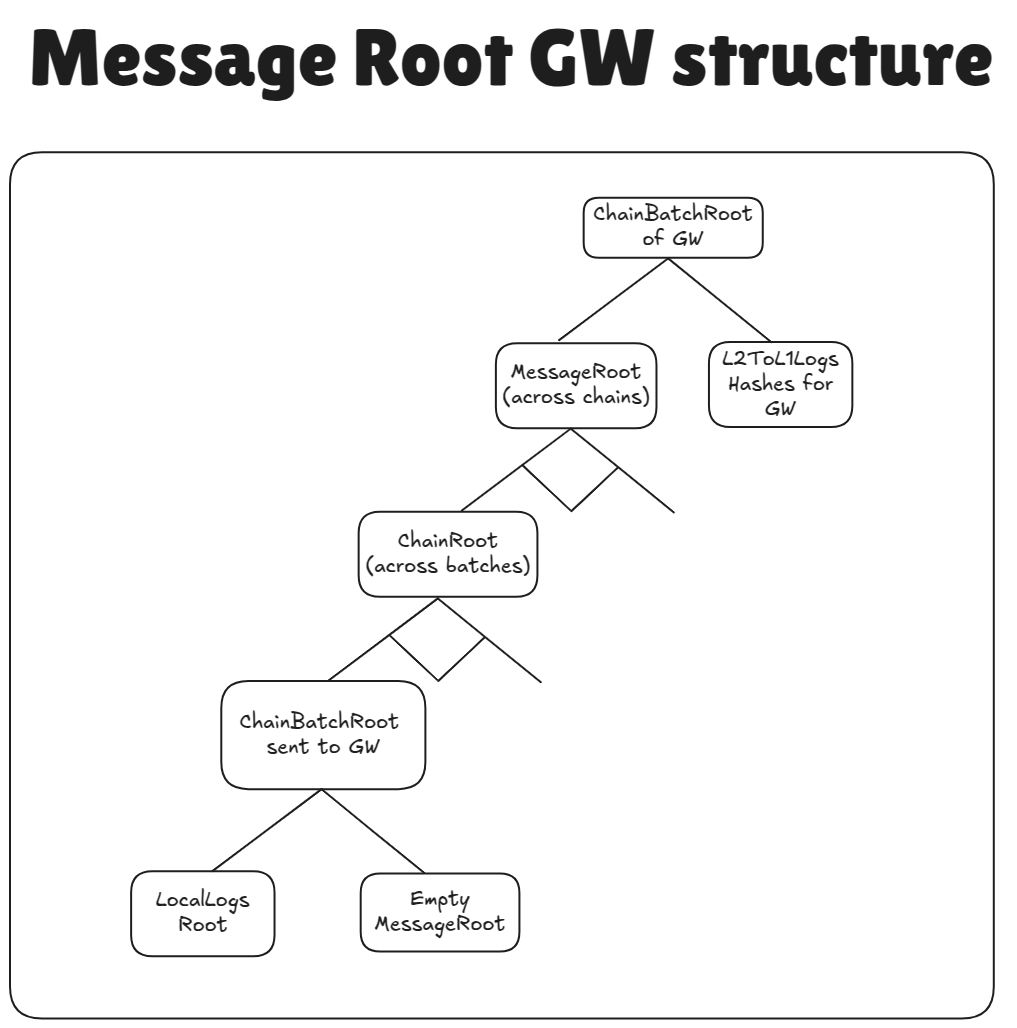 Message Root GW structure
ChainBatchRoot
of GW
MessageRoot
(across chains)
L2ToL1Logs
Hashes for
GW
ChainRoot
(across batches)
ChainBatchRoot
sent to GW
LocalLogs
Root
Empty
MessageRoot